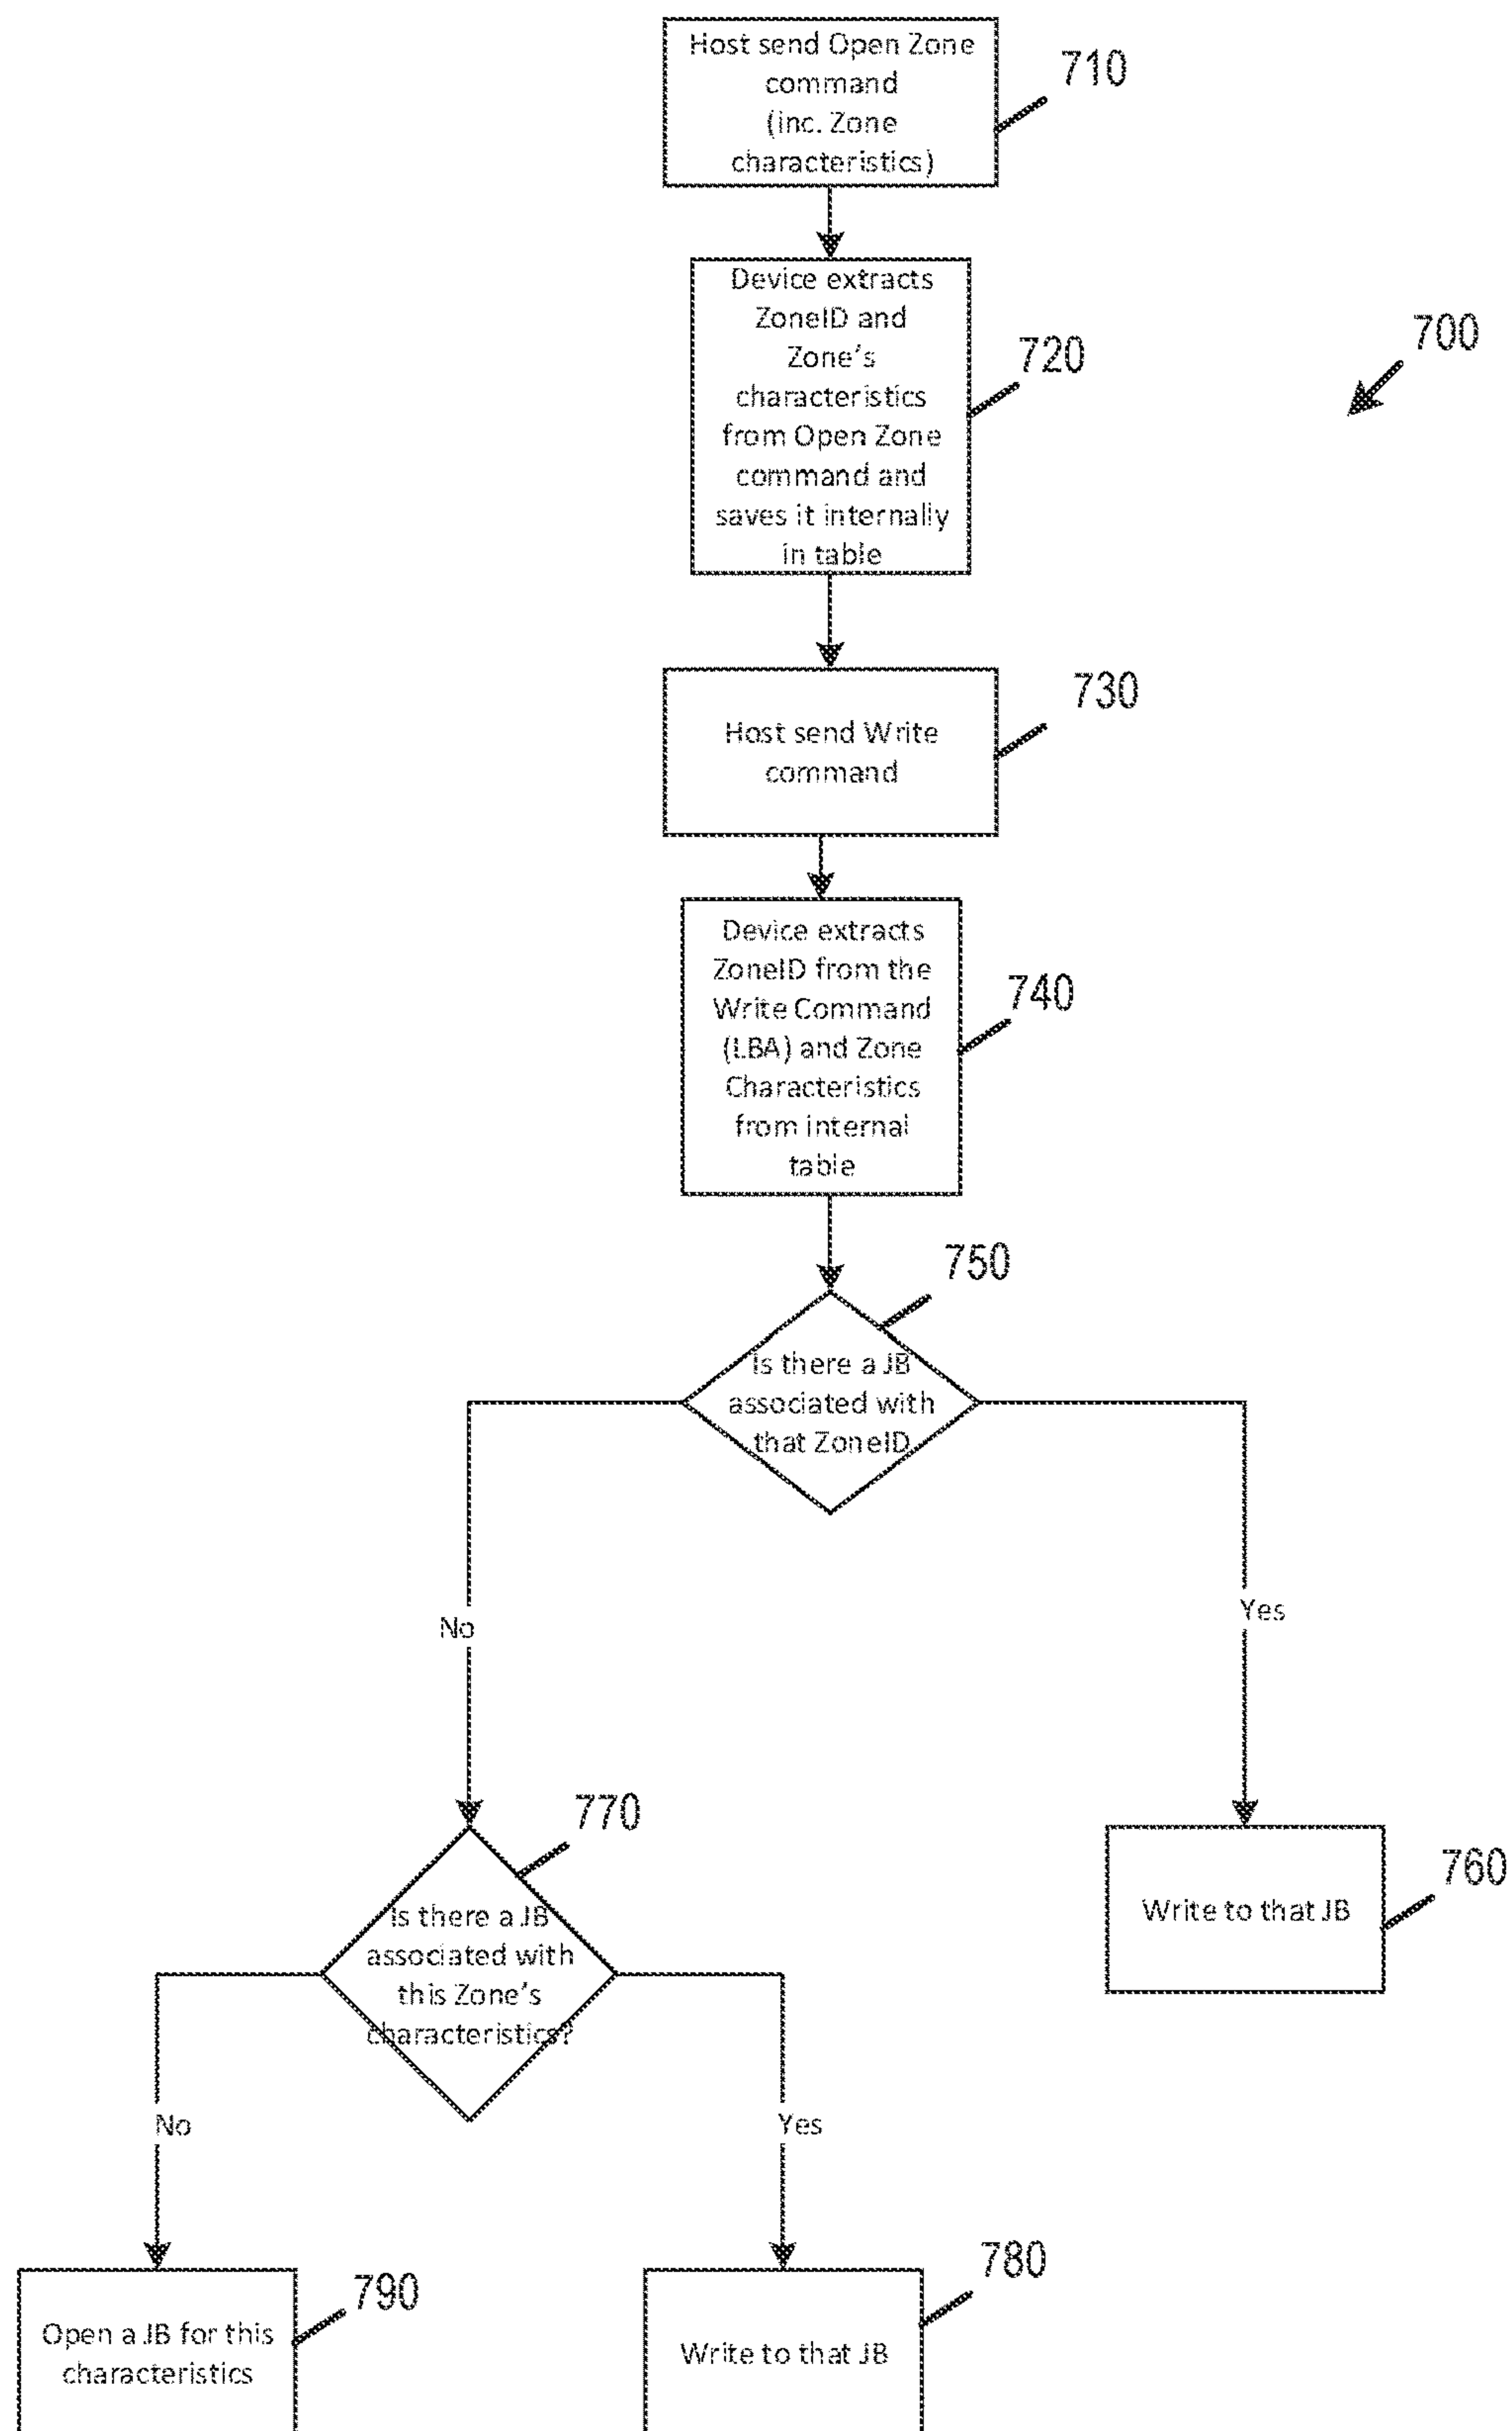 Host send Open Zone
command
(inc. Zone
characteristics)
710
Device extracts
ZoneID and
Zone's
characteristics
from Open Zone
command and
saves it internally
in table
720
700
Host send Write
command
730
Device extracts
ZoneID from the
Write Command
(LBA) and Zone
Characteristics
from internal
table
740
750
Is there a JB
associated with
that ZoneID
No
Yes
770
Is there a JB
associated with
this Zone's
characteristics?
Write to that JB
760
No
Yes
Open a JB for this
characteristics
790
Write to that JB
780